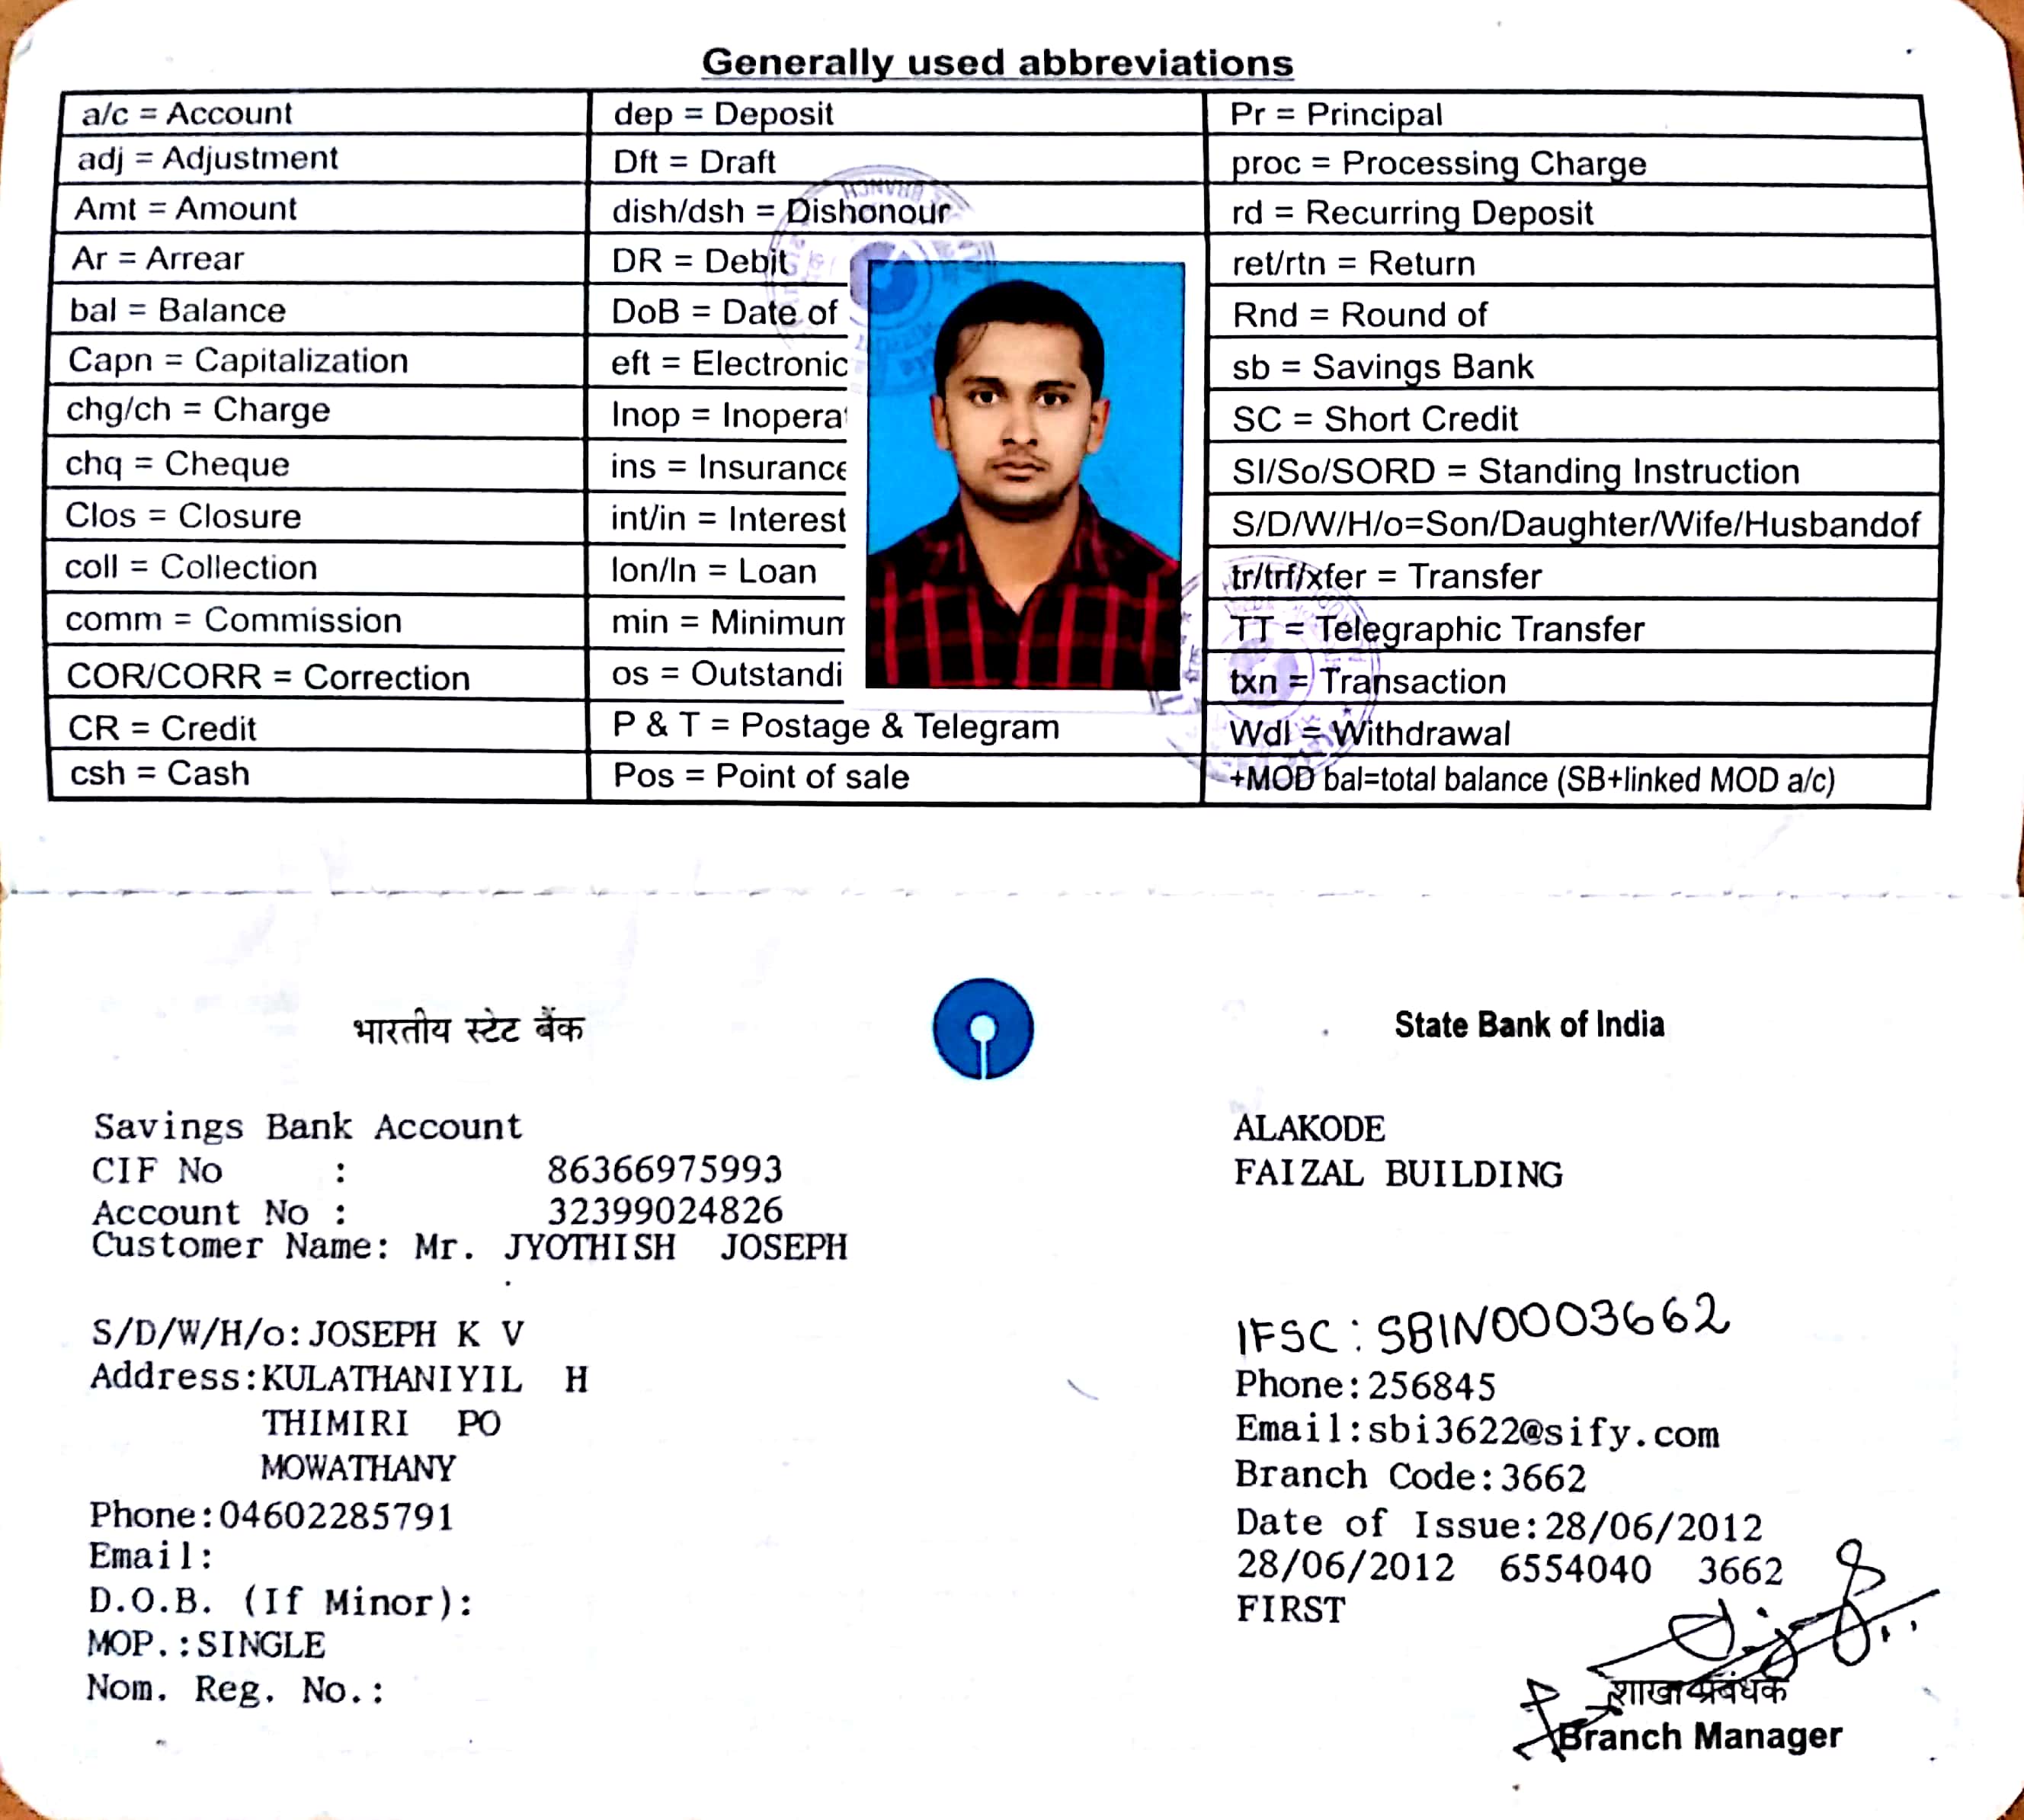 Generally used abbreviations
a/c = Account
dep = Deposit
Pr = Principal
adj = Adjustment
Dft = Draft
proc = Processing Charge
Amt = Amount
dish/dsh = Dishonour
rd = Recurring Deposit
Ar = Arrear
DR = Debit
ret/rtn = Return
bal = Balance
DoB = Date of
Rnd = Round of
Capn = Capitalization
eft = Electronic
sb = Savings Bank
chg/ch = Charge
Inop =
SC = Short Credit
chq = Cheque
ins = Insurance
SI/So/SORD = Standing Instruction
Clos = Closure
int/in = Interest
S/D/W/H/o=Son/Daughter/Wife/Husbandof
coll = Collection
lon/ln = Loan
tr/trf/xfer = Transfer
comm = Commission
min = Minimum
TT = Telegraphic Transfer
COR/CORR = Correction
os = Outstandi
txn = Transaction
CR = Credit
P & T = Postage & Telegram
Wdl = Withdrawal
csh = Cash
Pos = Point of sale
+MOD bal=total balance (SB+linked MOD a/c)
भारतीय स्टेट बैंक
State Bank of India
Savings Bank Account
CIF No : 86366975993
Account No : 32399024826
Customer Name: Mr. JYOTHISH JOSEPH
S/D/W/H/o:JOSEPH K V
Address:KULATHANIYIL H
THIMIRI PO
MOWATHANY
Phone:04602285791
Email:
D.O.B. (If Minor):
MOP.:SINGLE
Nom. Reg. No.:
ALAKODE
FAIZAL BUILDING
IFSC: SBIN0003662
Phone:256845
Email:sbi3622@sify.com
Branch Code:3662
Date of Issue:28/06/2012
28/06/2012 6554040 3662
FIRST
शाखा प्रबंधक
Branch Manager